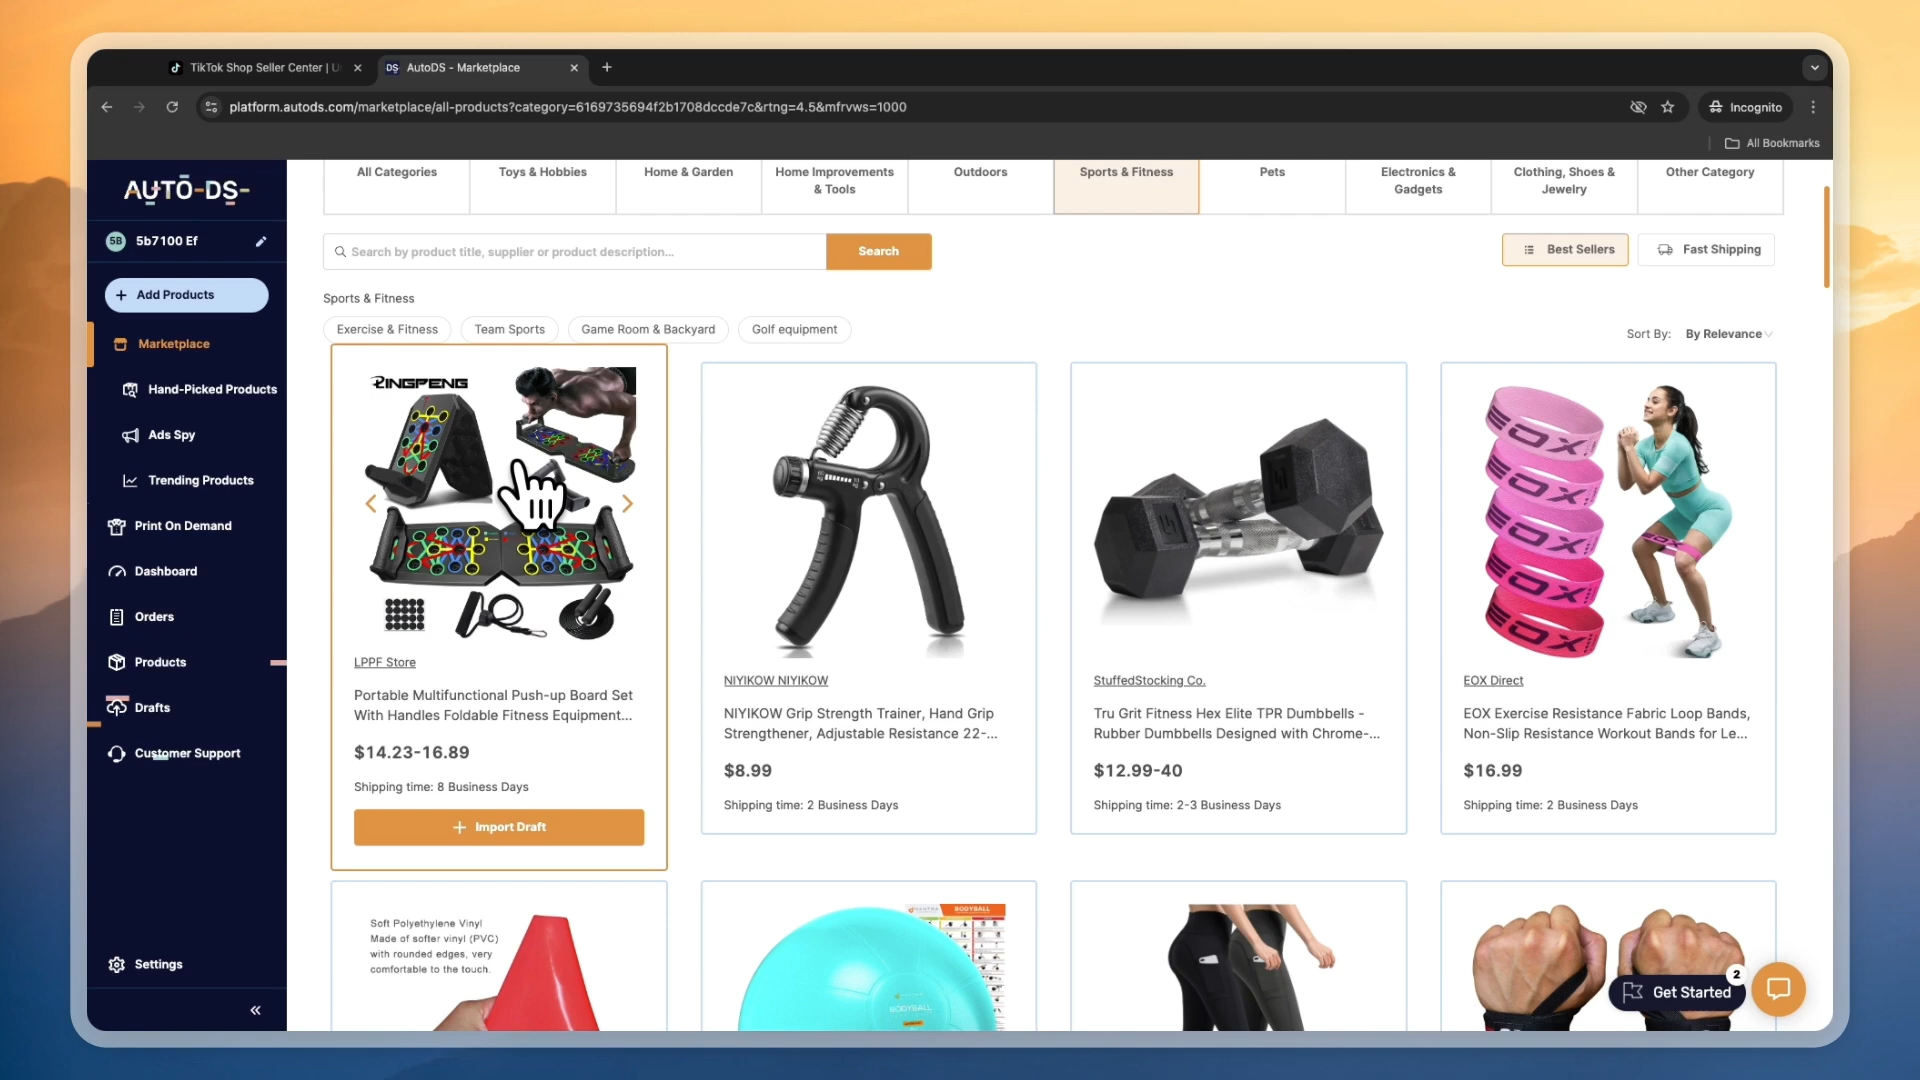 TikTok Shop Seller Center | U
AutoDS - Marketplace
platform.autods.com/marketplace/all-products?category=6169735694f2b1708dccde7c&rtng=4.5&mfrvws=1000
Incognito
All Bookmarks
AUTO-DS
5B
5b7100 Ef
Add Products
Marketplace
Hand-Picked Products
Ads Spy
Trending Products
Print On Demand
Dashboard
Orders
Products
Drafts
Customer Support
Settings
All Categories
Toys & Hobbies
Home & Garden
Home Improvements
& Tools
Outdoors
Sports & Fitness
Pets
Electronics &
Gadgets
Clothing, Shoes &
Jewelry
Other Category
Search by product title, supplier or product description...
Search
Best Sellers
Fast Shipping
Sports & Fitness
Exercise & Fitness
Team Sports
Game Room & Backyard
Golf equipment
Sort By: By Relevance
LPPF Store
Portable Multifunctional Push-up Board Set
With Handles Foldable Fitness Equipment...
$14.23-16.89
Shipping time: 8 Business Days
Import Draft
NIYIKOW NIYIKOW
NIYIKOW Grip Strength Trainer, Hand Grip
Strengthener, Adjustable Resistance 22-...
$8.99
Shipping time: 2 Business Days
StuffedStocking Co.
Tru Grit Fitness Hex Elite TPR Dumbbells -
Rubber Dumbbells Designed with Chrome-...
$12.99-40
Shipping time: 2-3 Business Days
EOX
EOX
EOX
EOX
EOX
EOX Direct
EOX Exercise Resistance Fabric Loop Bands,
Non-Slip Resistance Workout Bands for Le...
$16.99
Shipping time: 2 Business Days
Soft Polyethylene Vinyl
Made of softer vinyl (PVC)
with rounded edges, very
comfortable to the touch.
BODYBALL
BODYBALL
2
Get Started